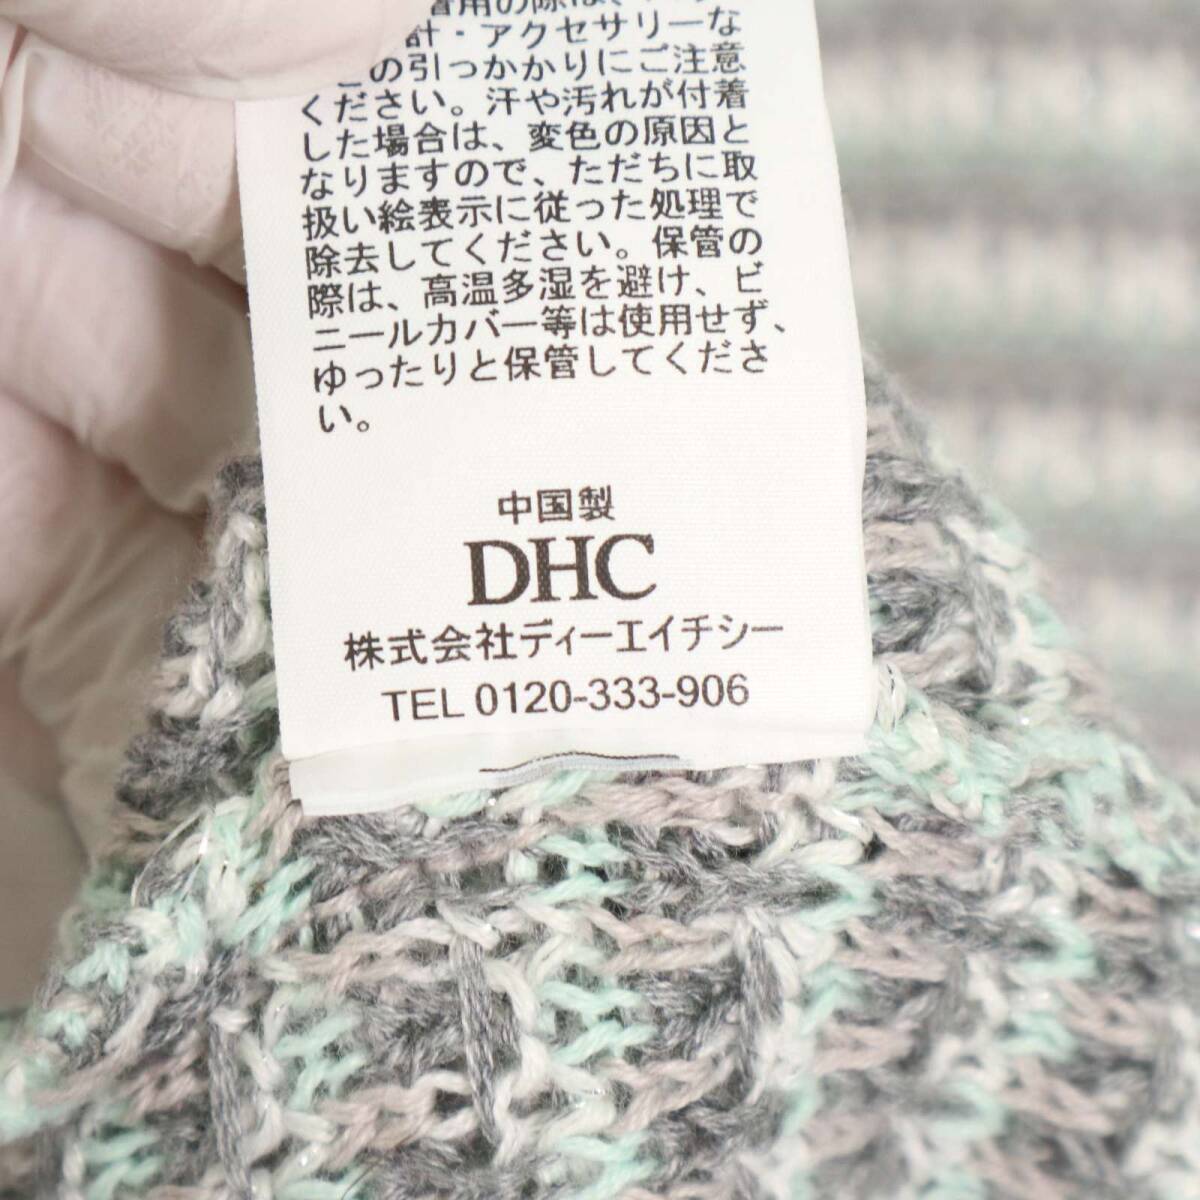 着用の際は、
計・アクセサリーな
どの引っかかりにご注意
ください。汗や汚れが付着
した場合は、変色の原因と
なりますので、ただちに取
扱い絵表示に従った処理で
除去してください。保管の
際は、高温多湿を避け、ビ
ニールカバー等は使用せず、
ゆったりと保管してくださ
い。
中国製
DHC
株式会社ディーエイチシー
TEL 0120-333-906